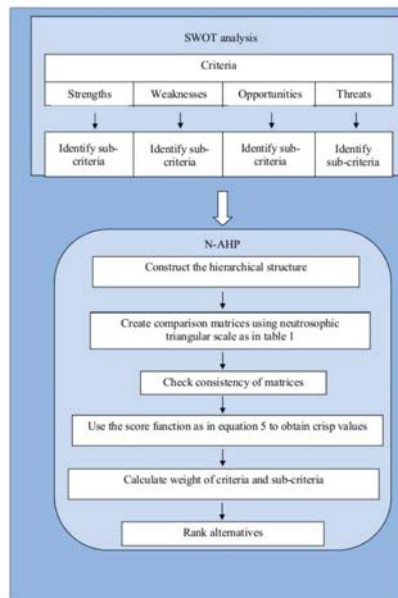 SWOT analysis
Criteria
Strengths
Weaknesses
Opportunities
Threats
Identify sub-
criteria
Identify sub-
criteria
Identify sub-
criteria
Identify
sub-criteria
N-AHP
Construct the hierarchical structure
Create comparison matrices using neutrosophic
triangular scale as in table 1
Check consistency of matrices
Use the score function as in equation 5 to obtain crisp values
Calculate weight of criteria and sub-criteria
Rank alternatives